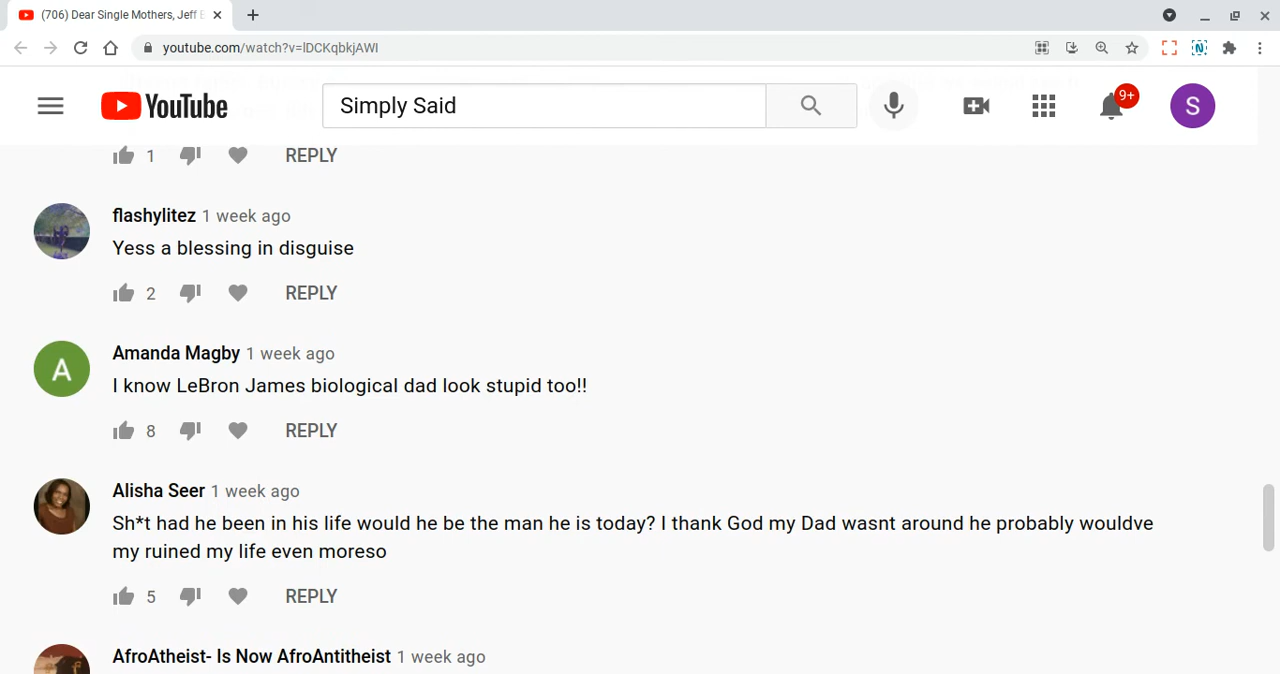 (706) Dear Single Mothers, Jeff
youtube.com/watch?v=lDCKqbkjAWI
YouTube
Simply Said
9+
S
1 REPLY
flashylitez 1 week ago
Yess a blessing in disguise
2 REPLY
Amanda Magby 1 week ago
A
I know LeBron James biological dad look stupid too!!
8 REPLY
Alisha Seer 1 week ago
Sh*t had he been in his life would he be the man he is today? I thank God my Dad wasnt around he probably wouldve
my ruined my life even moreso
5 REPLY
AfroAtheist- Is Now AfroAntitheist 1 week ago